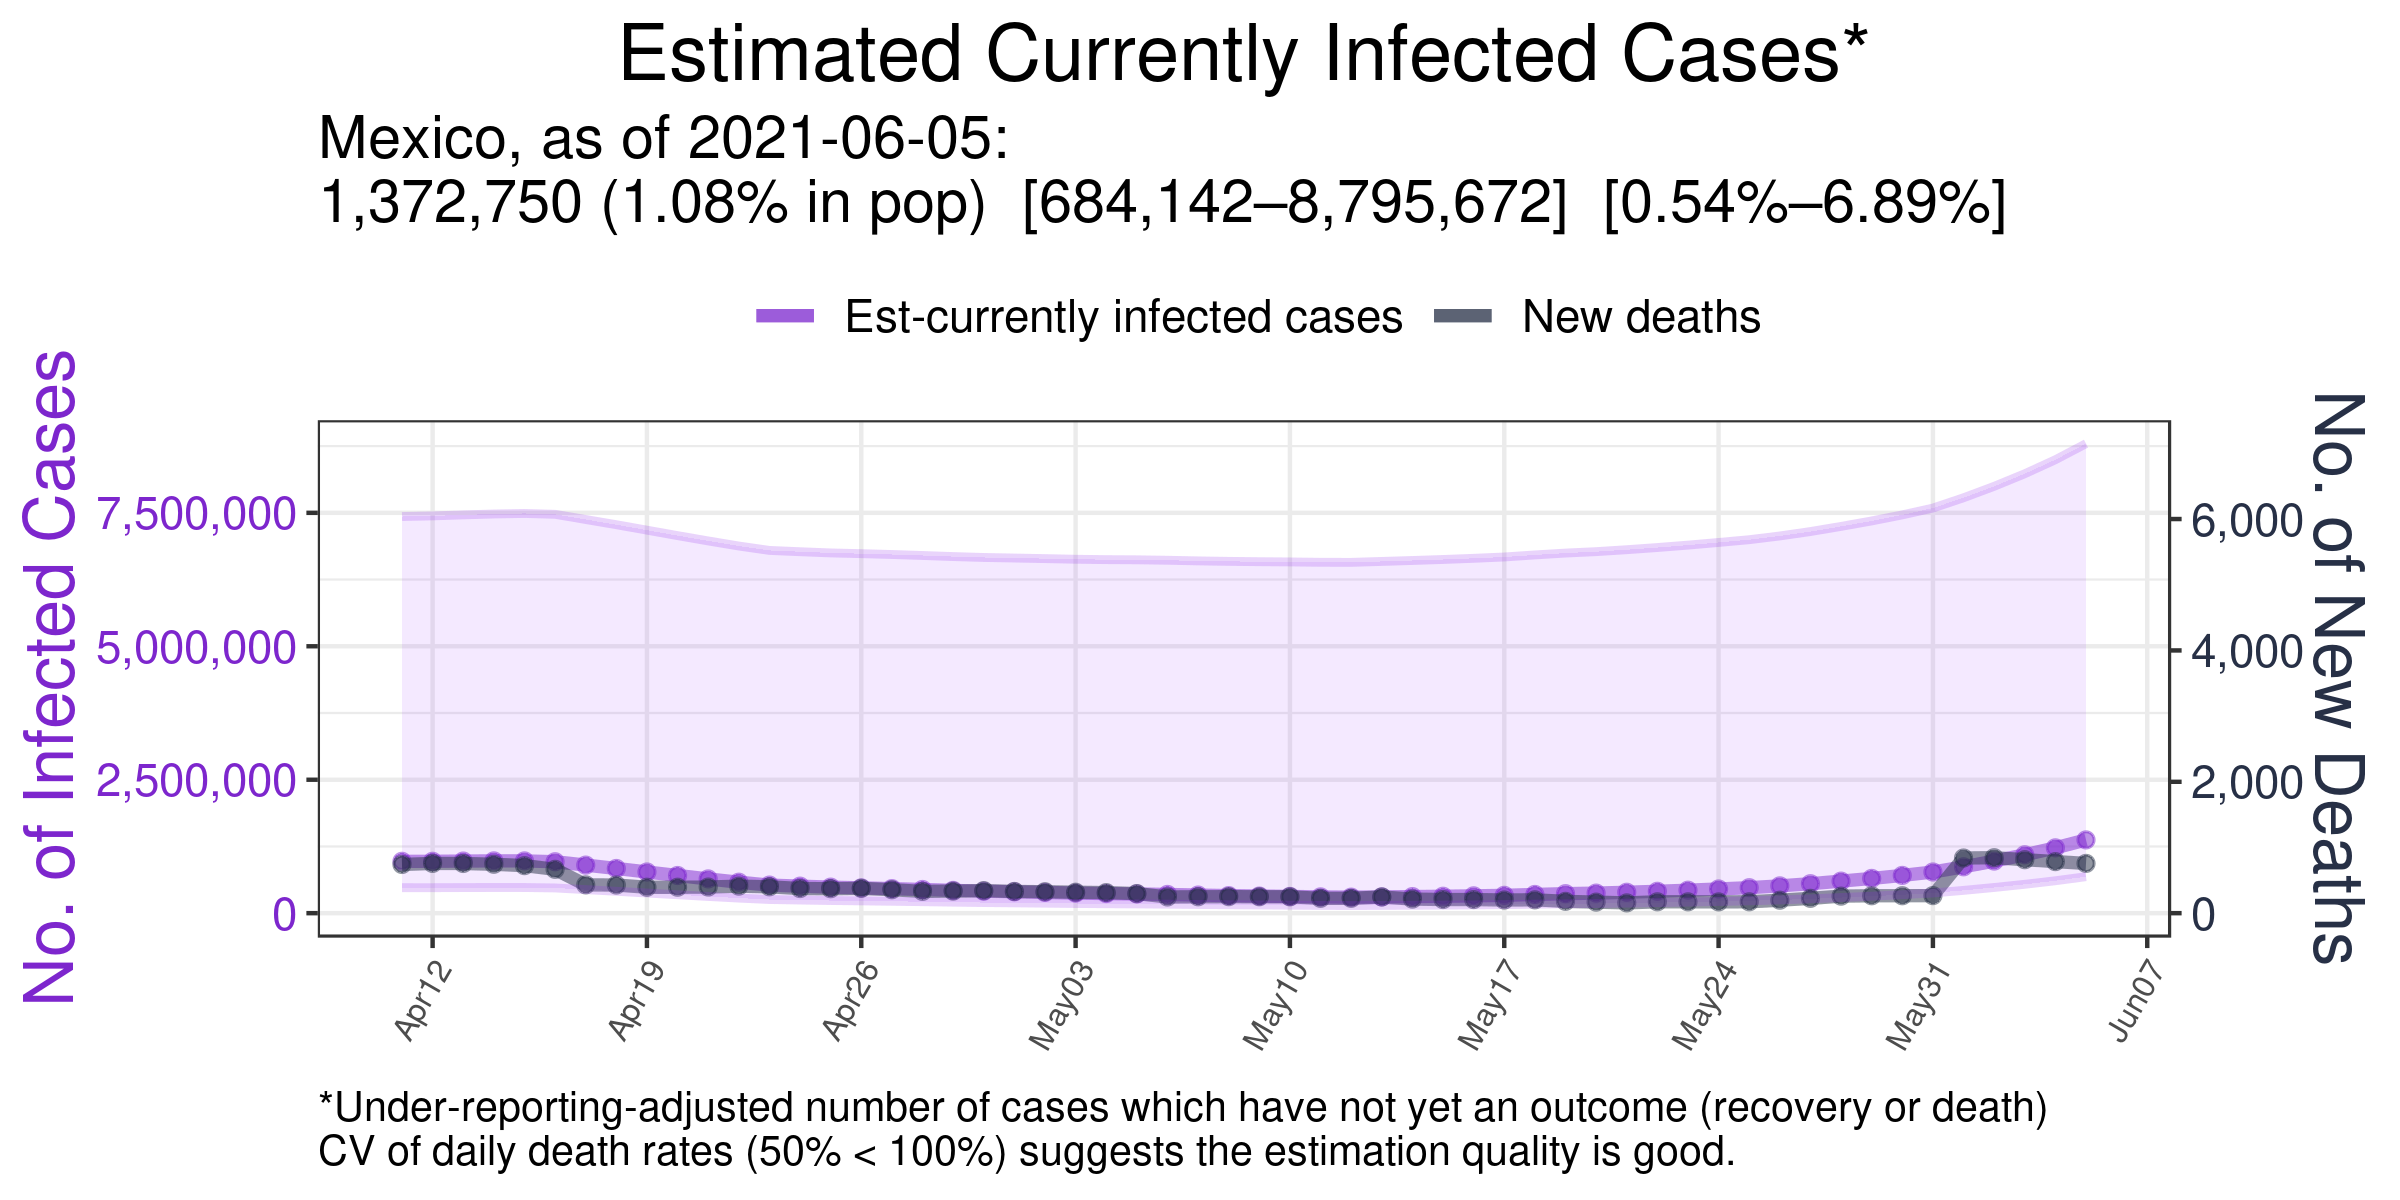 Estimated Currently Infected Cases*
Mexico, as of 2021-06-05:
1,372,750 (1.08% in pop) [684,142–8,795,672] [0.54%–6.89%]
Est-currently infected cases New deaths
No. of Infected Cases
7,500,000
5,000,000
2,500,000
0
6,000
4,000
2,000
0
No. of New Deaths
Apr12 Apr19 Apr26 May03 May10 May17 May24 May31 Jun07
*Under-reporting-adjusted number of cases which have not yet an outcome (recovery or death)
CV of daily death rates (50% < 100%) suggests the estimation quality is good.